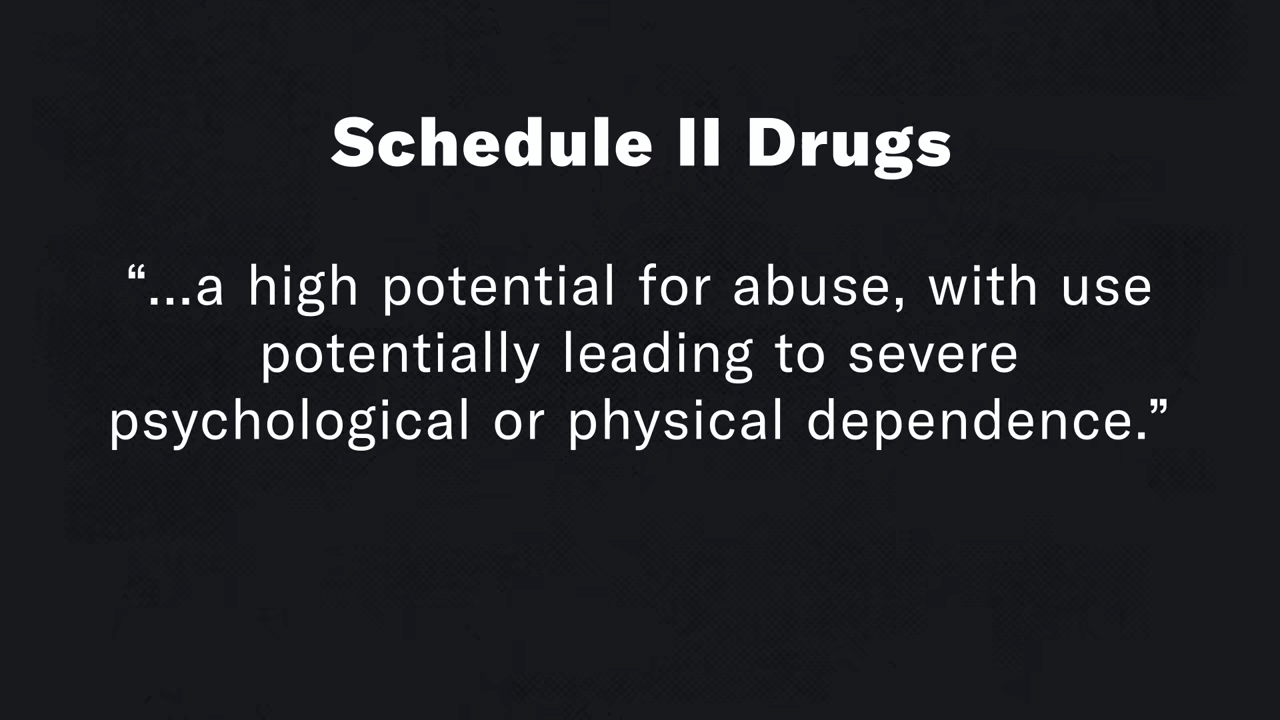 Schedule II Drugs
“...a high potential for abuse, with use
potentially leading to severe
psychological or physical dependence.”